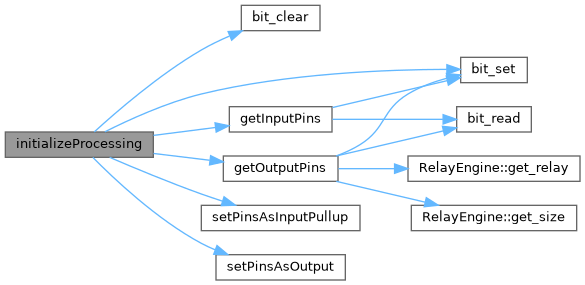 bit_clear
bit_set
getInputPins
bit_read
initializeProcessing
getOutputPins
RelayEngine::get_relay
setPinsAsInputPullup
RelayEngine::get_size
setPinsAsOutput